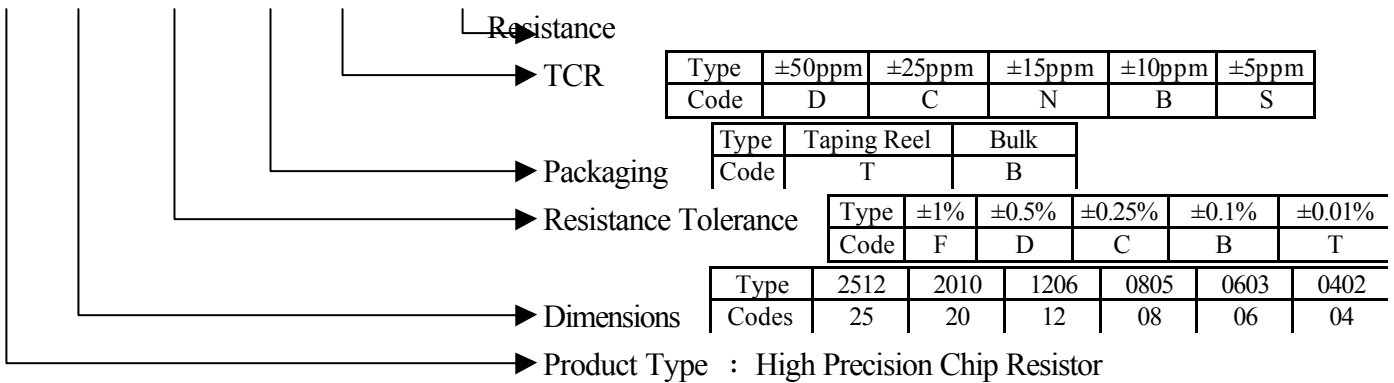 Resistance
TCR
Type ±50ppm ±25ppm ±15ppm ±10ppm ±5ppm
Code D C N B S
Packaging
Type Taping Reel Bulk
Code T B
Resistance Tolerance
Type ±1% ±0.5% ±0.25% ±0.1% ±0.01%
Code F D C B T
Dimensions
Type 2512 2010 1206 0805 0603 0402
Codes 25 20 12 08 06 04
Product Type : High Precision Chip Resistor